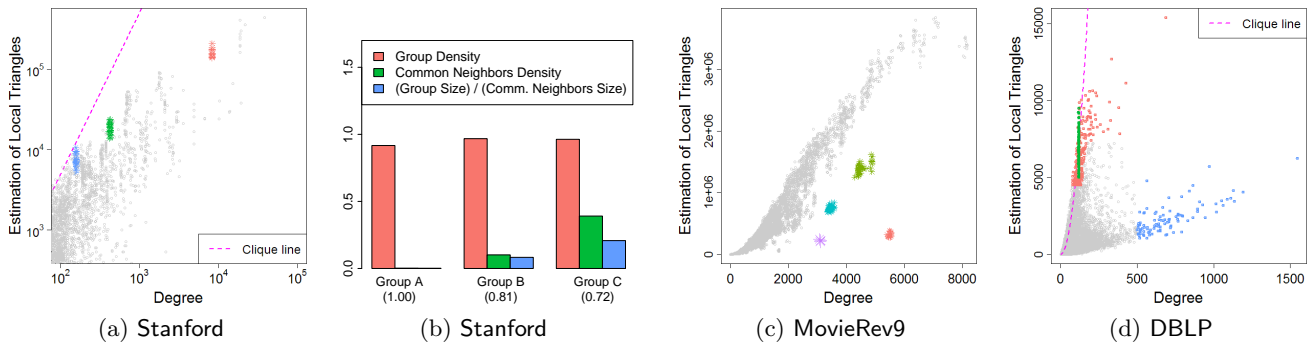 Estimation of Local Triangles
10^5
10^4
10^3
Clique line
10^2 10^3 10^4 10^5
Degree
(a) Stanford
1.5
1.0
0.5
0.0
Group Density
Common Neighbors Density
(Group Size) / (Comm. Neighbors Size)
Group A Group B Group C
(1.00) (0.81) (0.72)
(b) Stanford
Estimation of Local Triangles
3e+06
2e+06
1e+06
0
0 2000 4000 6000 8000
Degree
(c) MovieRev9
Estimation of Local Triangles
15000
10000
5000
0
Clique line
0 500 1000 1500
Degree
(d) DBLP